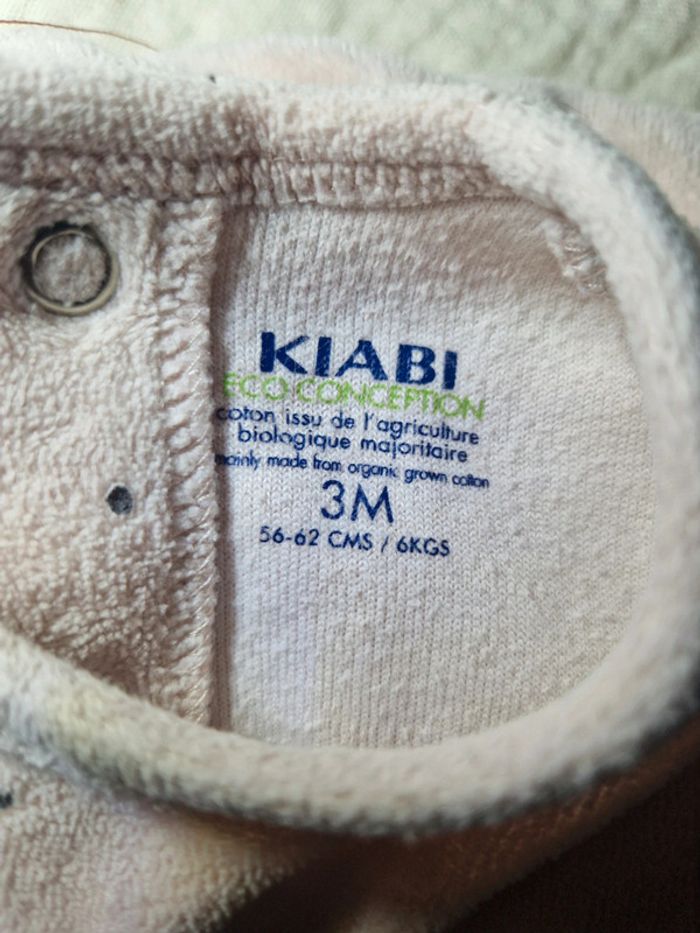 KIABI
ECO CONCEPTION
coton issu de l'agriculture
biologique majoritaire
mainly made from organic grown cotton
3M
56-62 CMS / 6KGS